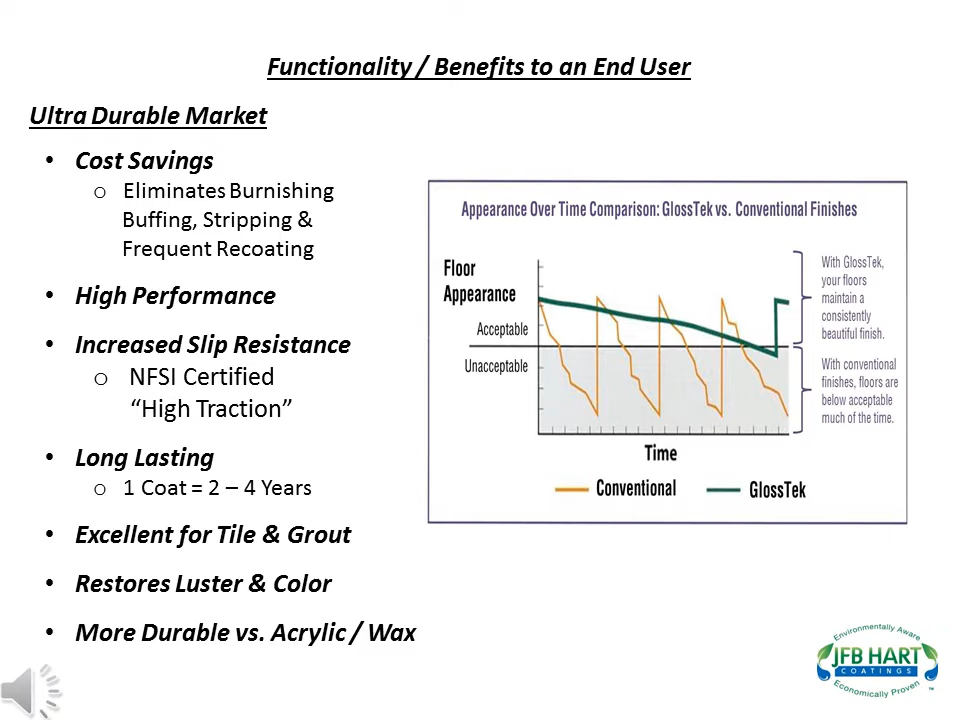 Functionality / Benefits to an End User
Ultra Durable Market
• Cost Savings
o Eliminates Burnishing
Buffing, Stripping &
Frequent Recoating
• High Performance
• Increased Slip Resistance
o NFSI Certified
“High Traction”
• Long Lasting
o 1 Coat = 2 – 4 Years
• Excellent for Tile & Grout
• Restores Luster & Color
• More Durable vs. Acrylic / Wax
Appearance Over Time Comparison: GlossTek vs. Conventional Finishes
Floor
Appearance
Acceptable
Unacceptable
With GlossTek,
your floors
maintain a
consistently
beautiful finish.
With conventional
finishes, floors are
below acceptable
much of the time.
Time
Conventional
GlossTek
Environmentally Aware
JFB HART
COATINGS
Economically Proven
™